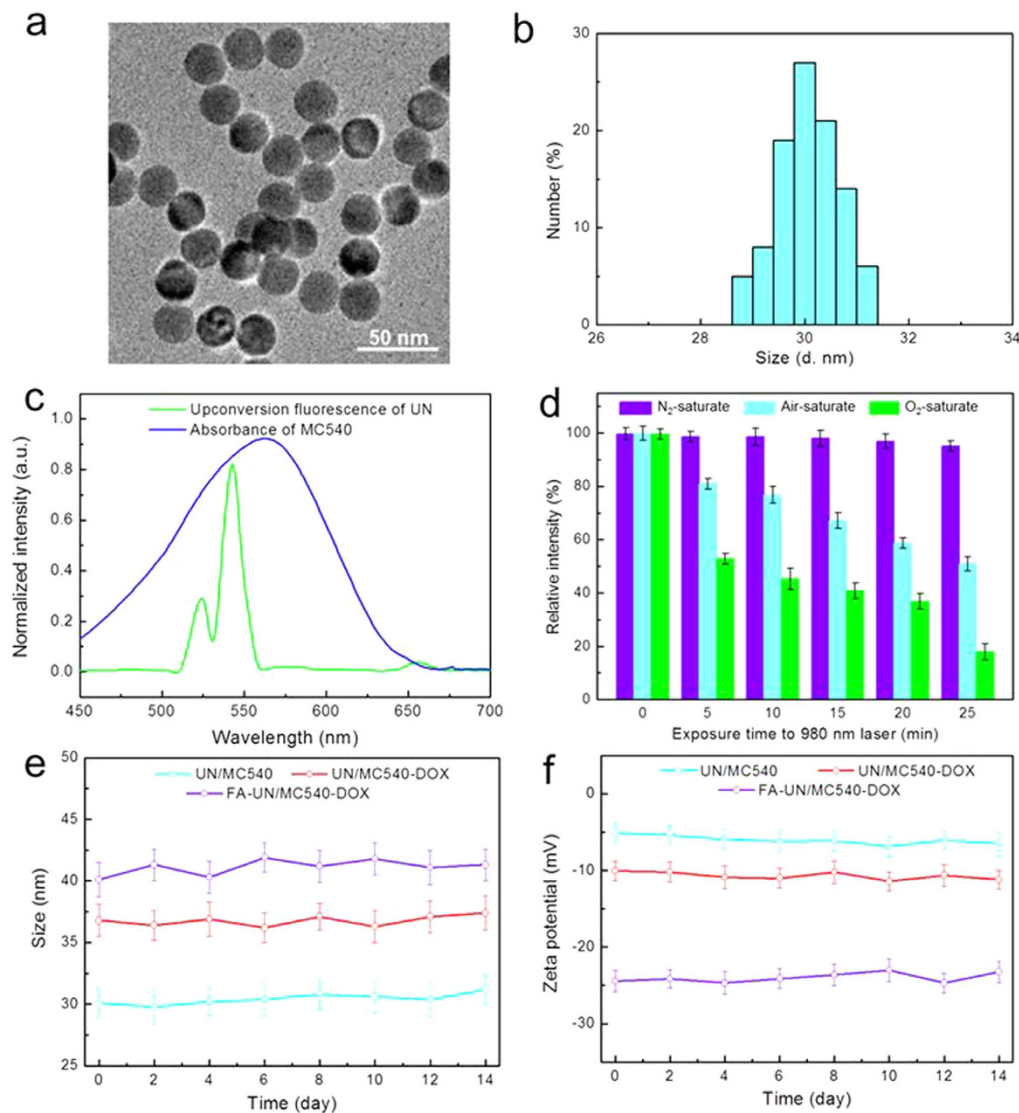 a
50 nm
b
30
20
10
0
Number (%)
26 28 30 32 34
Size (d. nm)
c
Upconversion fluorescence of UN
Absorbance of MC540
1.0
0.8
0.6
0.4
0.2
0.0
Normalized intensity (a.u.)
450 500 550 600 650 700
Wavelength (nm)
d
N₂-saturate Air-saturate O₂-saturate
100
80
60
40
20
0
Relative intensity (%)
0 5 10 15 20 25
Exposure time to 980 nm laser (min)
e
UN/MC540 UN/MC540-DOX
FA-UN/MC540-DOX
50
45
40
35
30
25
Size (nm)
0 2 4 6 8 10 12 14
Time (day)
f
UN/MC540 UN/MC540-DOX
FA-UN/MC540-DOX
0
-10
-20
-30
Zeta potential (mV)
0 2 4 6 8 10 12 14
Time (day)